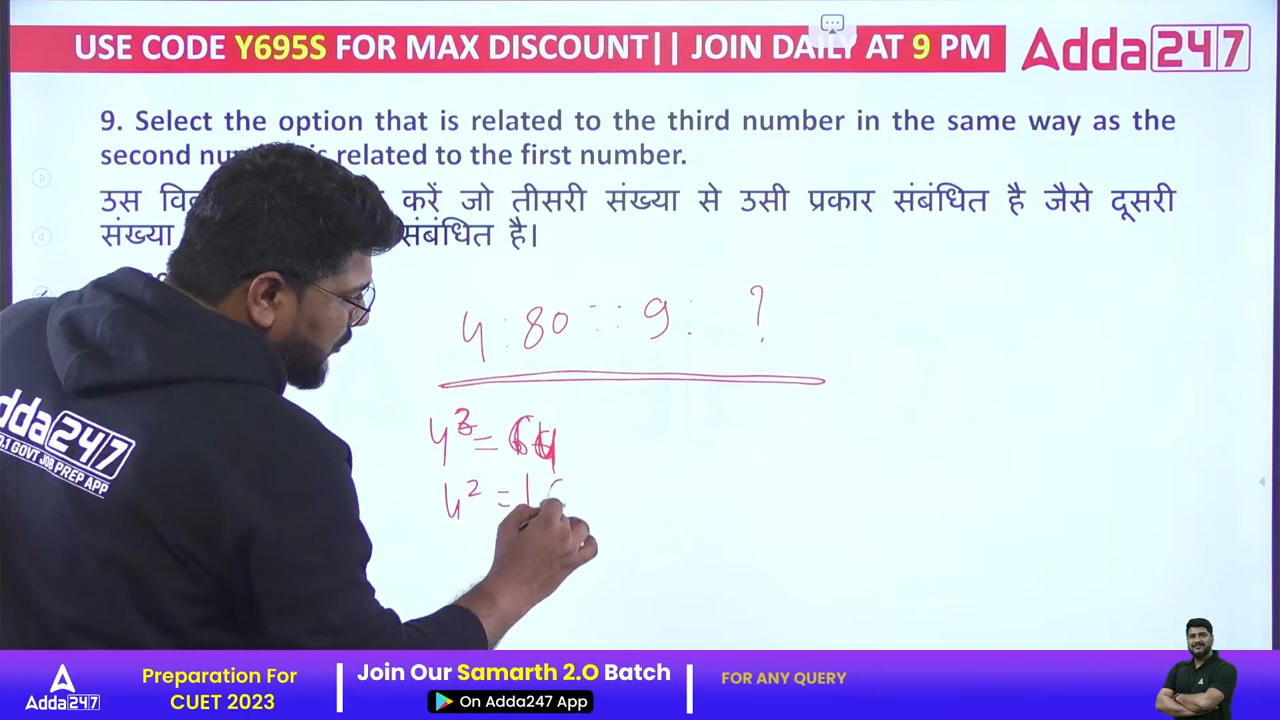 USE CODE Y695S FOR MAX DISCOUNT|| JOIN DAILY AT 9 PM
Adda247
9. Select the option that is related to the third number in the same way as the
second is related to the first number.
उस करें जो तीसरी संख्या से उसी प्रकार संबंधित है जैसे दूसरी
संख्या संबंधित है।
4 : 80 :: 9 : ?
4³ = 64
4² = 16
dda247
.1 GOVT JOB PREP APP
Adda247
Preparation For
CUET 2023
Join Our Samarth 2.O Batch
On Adda247 App
FOR ANY QUERY